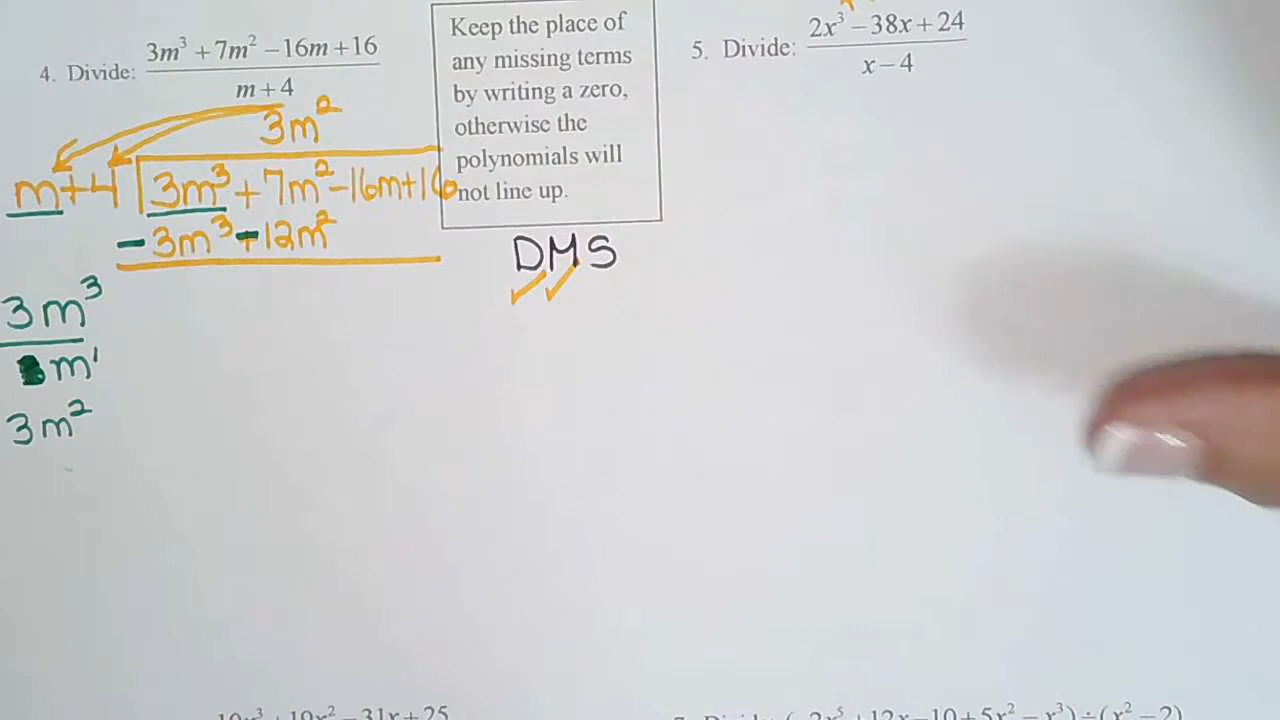 4. Divide: 3m³ + 7m² − 16m + 16
m + 4
3m²
m+4 3m³+7m²-16m+16
-3m³-12m²
3m³
m¹
3m²
Keep the place of
any missing terms
by writing a zero,
otherwise the
polynomials will
not line up.
DMS
5. Divide: 2x³ − 38x + 24
x − 4